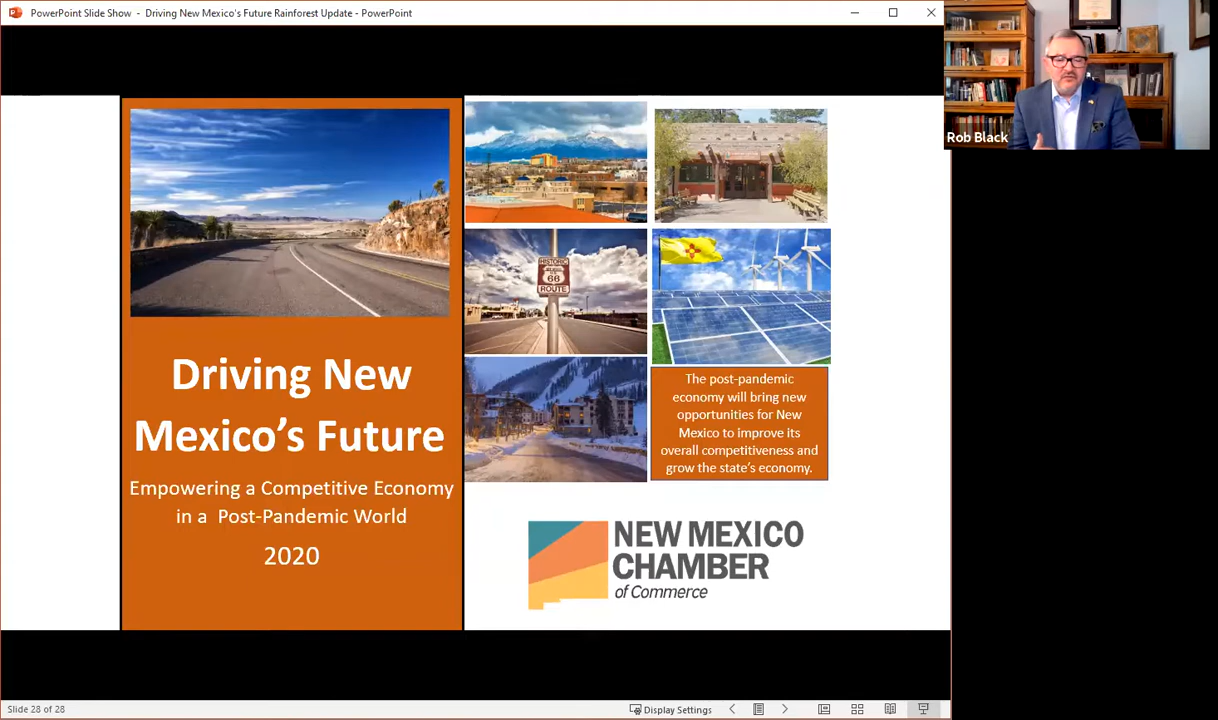 PowerPoint Slide Show - Driving New Mexico's Future Rainforest Update - PowerPoint
Rob Black
HISTORIC
66
ROUTE
Driving New
Mexico’s Future
Empowering a Competitive Economy
in a Post-Pandemic World
2020
The post-pandemic
economy will bring new
opportunities for New
Mexico to improve its
overall competitiveness and
grow the state’s economy.
NEW MEXICO
CHAMBER
of Commerce
Slide 28 of 28
Display Settings